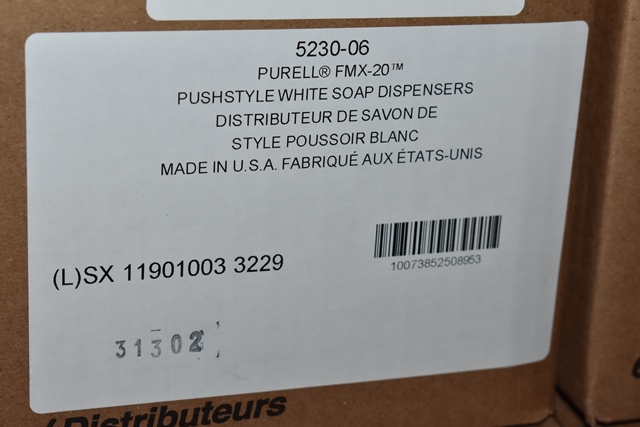 5230-06
PURELL® FMX-20™
PUSHSTYLE WHITE SOAP DISPENSERS
DISTRIBUTEUR DE SAVON DE
STYLE POUSSOIR BLANC
MADE IN U.S.A. FABRIQUÉ AUX ÉTATS-UNIS
10073852508953
(L)SX 11901003 3229
31302
/Distributeurs